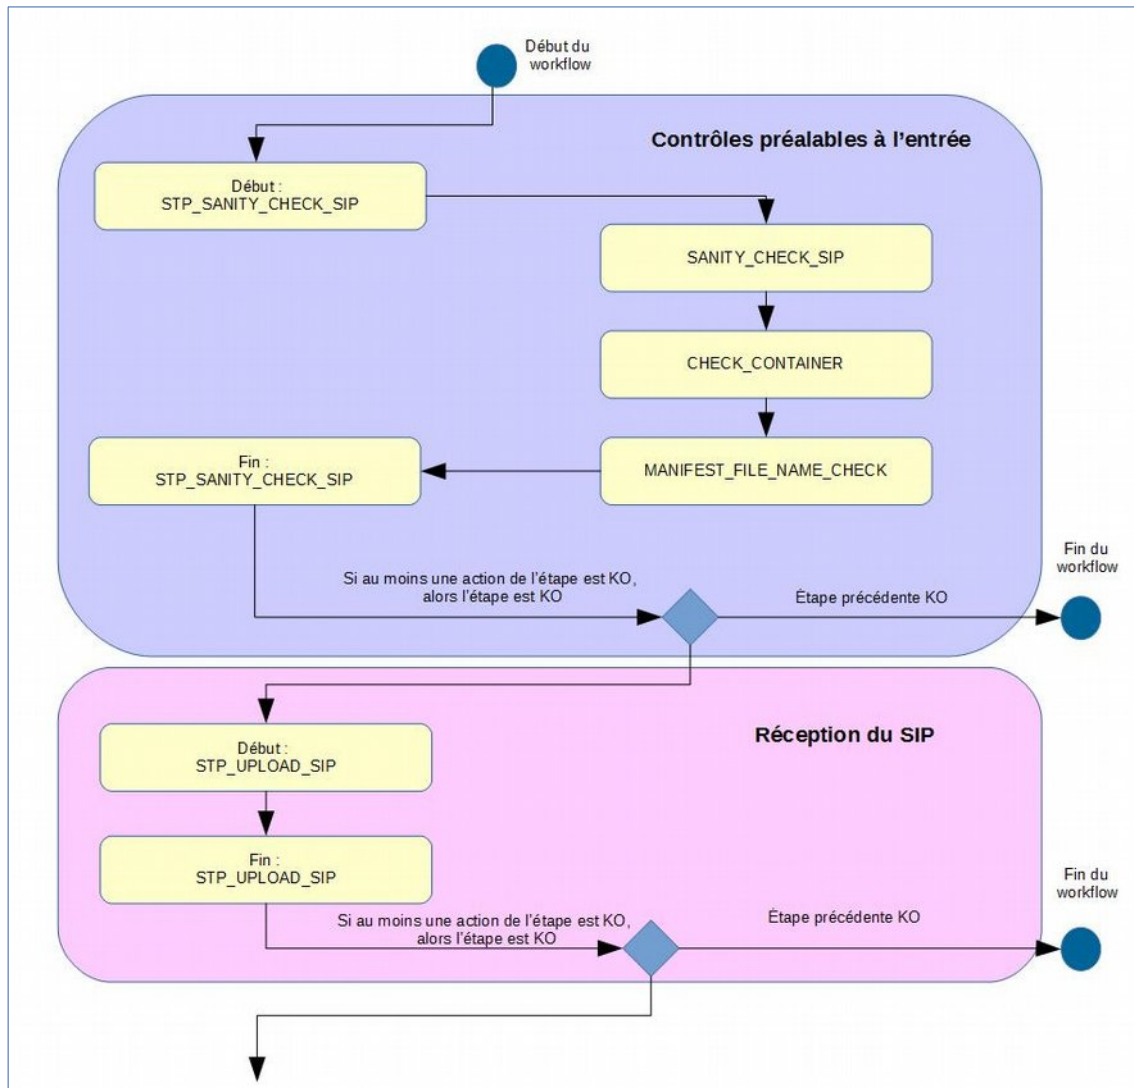 Début du
workflow
Contrôles préalables à l'entrée
Début :
STP_SANITY_CHECK_SIP
SANITY_CHECK_SIP
CHECK_CONTAINER
Fin :
STP_SANITY_CHECK_SIP
MANIFEST_FILE_NAME_CHECK
Si au moins une action de l'étape est KO,
alors l'étape est KO
Étape précédente KO
Fin du
workflow
Réception du SIP
Début :
STP_UPLOAD_SIP
Fin :
STP_UPLOAD_SIP
Si au moins une action de l'étape est KO,
alors l'étape est KO
Étape précédente KO
Fin du
workflow